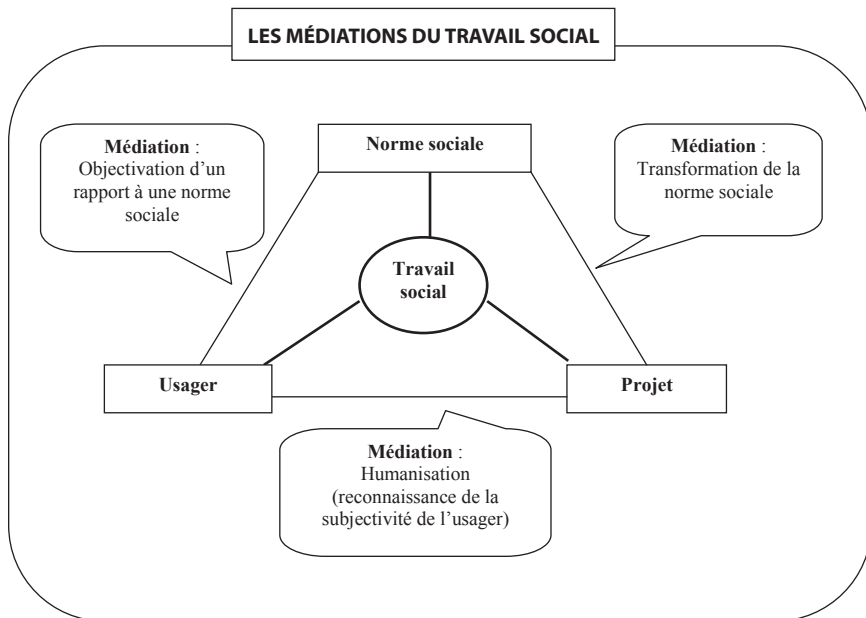 LES MÉDIATIONS DU TRAVAIL SOCIAL
Médiation :
Objectivation d’un
rapport à une norme
sociale
Norme sociale
Médiation :
Transformation de la
norme sociale
Travail
social
Usager
Projet
Médiation :
Humanisation
(reconnaissance de la
subjectivité de l’usager)